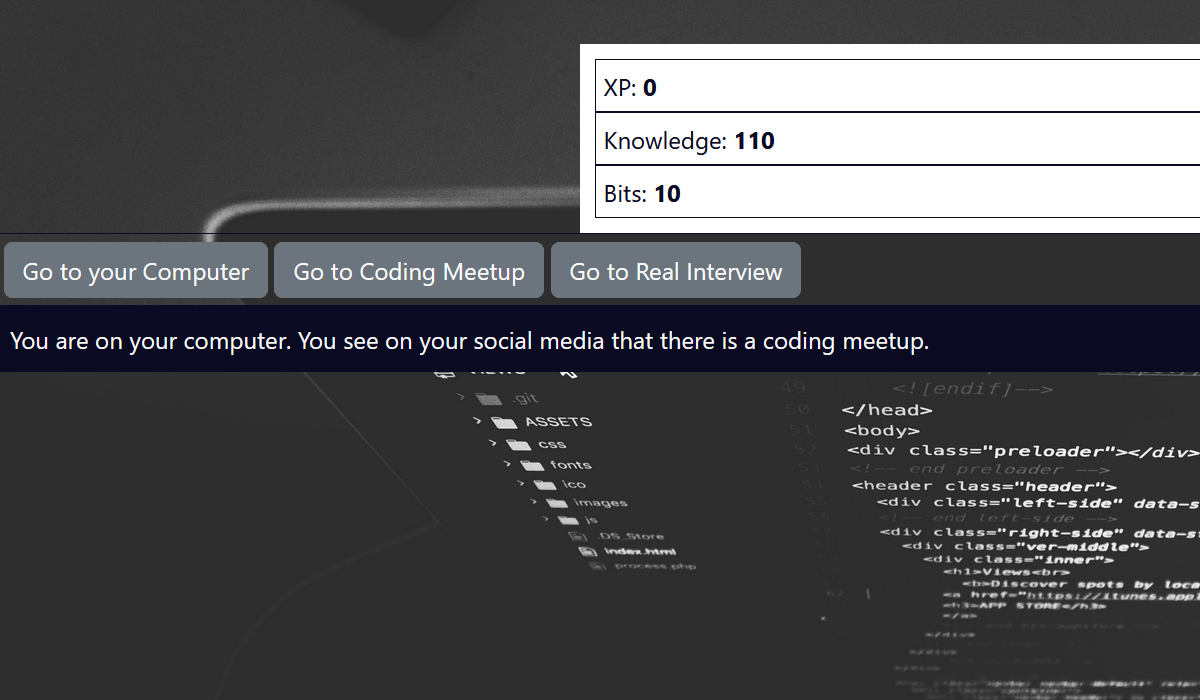 XP: 0
Knowledge: 110
Bits: 10
Go to your Computer
Go to Coding Meetup
Go to Real Interview
You are on your computer. You see on your social media that there is a coding meetup.
.git
ASSETS
css
fonts
ico
images
js
.DS_Store
index.html
process.php
49 <![endif]-->
50 </head>
51 <body>
52 <div class="preloader"></div>
53 <!-- end preloader -->
54 <header class="header">
55 <div class="left-side" data-s
<!-- end left-side -->
<div class="right-side" data-s
<div class="ver-middle">
<div class="inner">
<h1>Views<br>
<b>Discover spots by loca
<a href="https://itunes.appl
<h3>APP STORE</h3>
</a>
</div>
</div>